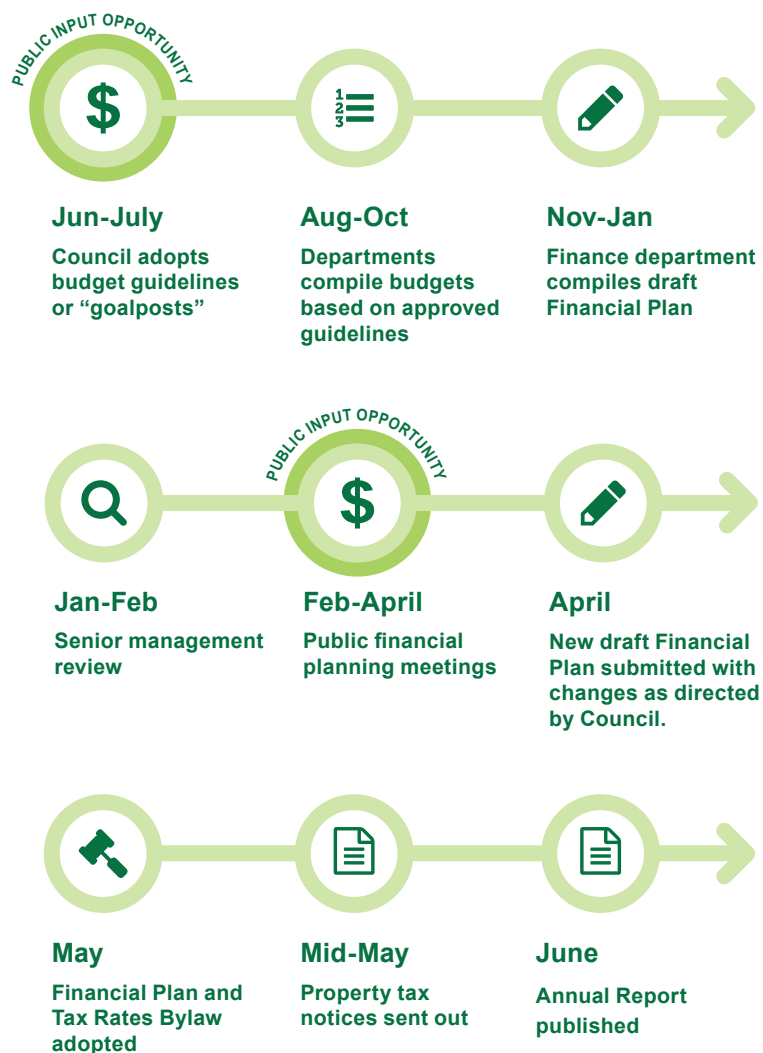 PUBLIC INPUT OPPORTUNITY
$
1
2
3
Jun-July
Council adopts
budget guidelines
or “goalposts”
Aug-Oct
Departments
compile budgets
based on approved
guidelines
Nov-Jan
Finance department
compiles draft
Financial Plan
PUBLIC INPUT OPPORTUNITY
$
Jan-Feb
Senior management
review
Feb-April
Public financial
planning meetings
April
New draft Financial
Plan submitted with
changes as directed
by Council.
May
Financial Plan and
Tax Rates Bylaw
adopted
Mid-May
Property tax
notices sent out
June
Annual Report
published